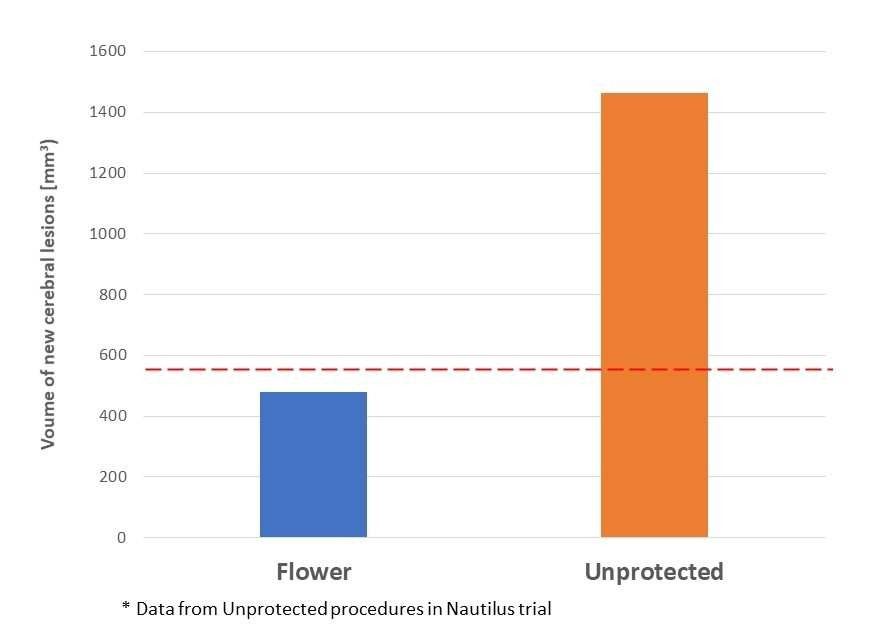 Voume of new cerebral lesions [mm³)
1600
1400
1200
1000
800
600
400
200
0
Flower
Unprotected
* Data from Unprotected procedures in Nautilus trial